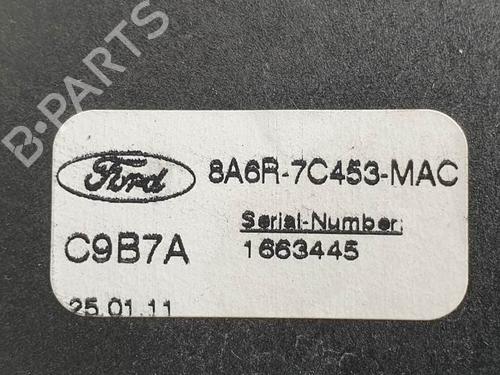 B-PARTS
Ford
8A6R-7C453-MAC
Serial-Number:
C9B7A
1663445
25.01.11